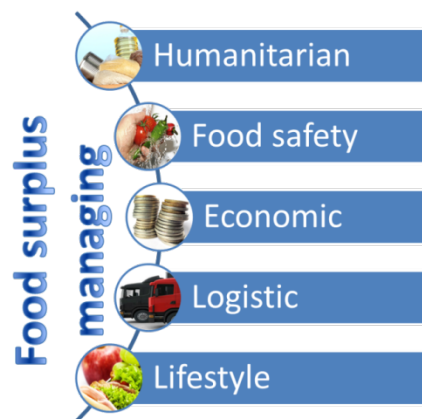 Food surplus
managing
Humanitarian
Food safety
Economic
Logistic
Lifestyle